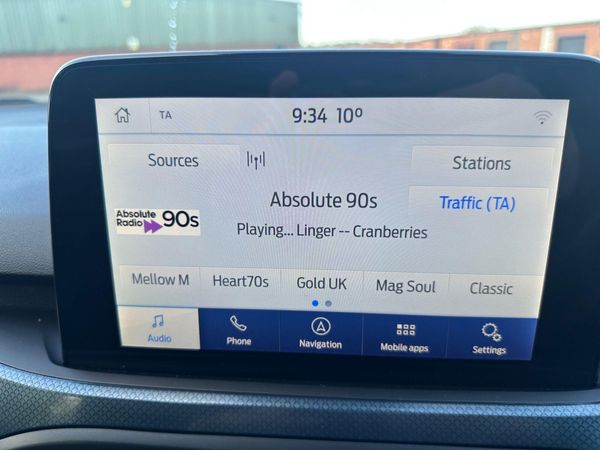 TA 9:34 10°
Sources Stations
Absolute Radio 90s
Absolute 90s
Traffic (TA)
Playing... Linger -- Cranberries
Mellow M Heart70s Gold UK Mag Soul Classic
Audio Phone Navigation Mobile apps Settings